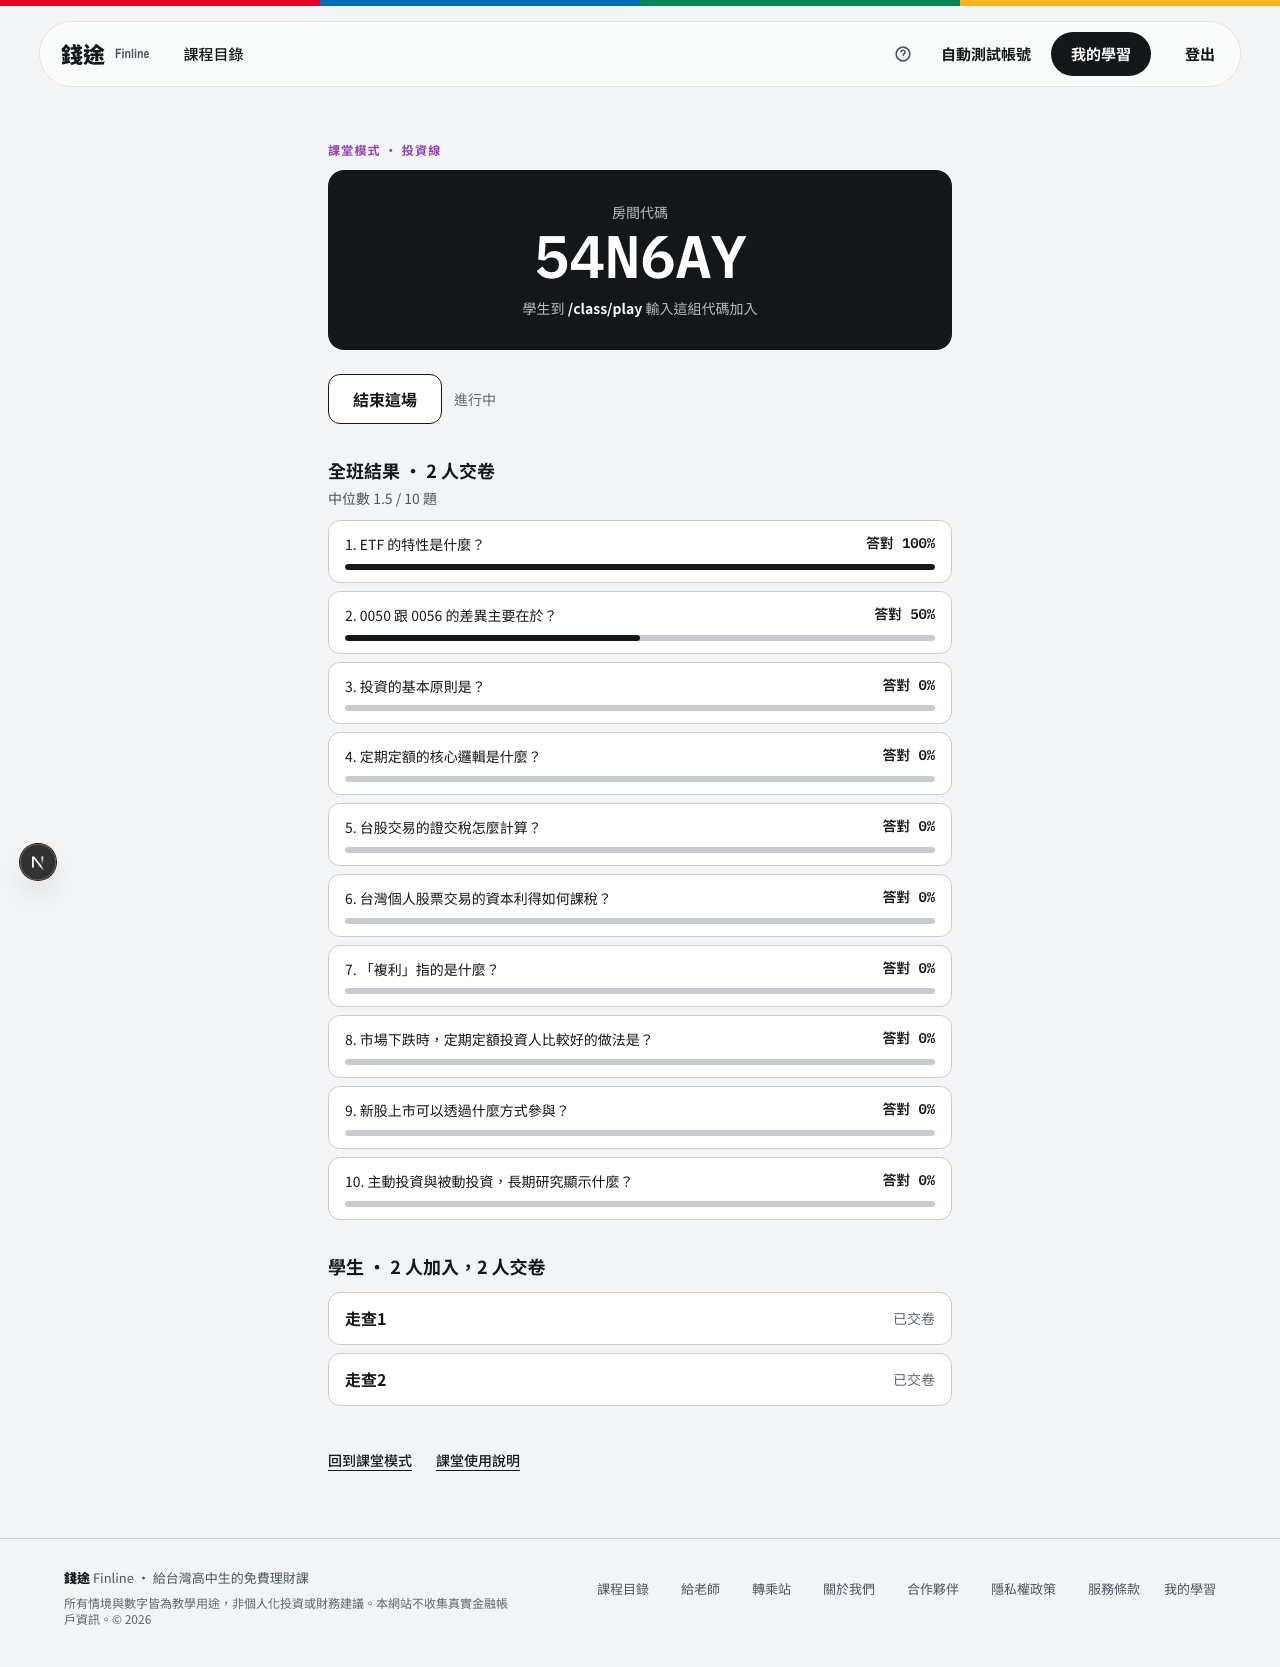 錢途 Finline 課程目錄 自動測試帳號 我的學習 登出
課堂模式 · 投資線
房間代碼
54N6AY
學生到 /class/play 輸入這組代碼加入
結束這場 進行中
全班結果 · 2 人交卷
中位數 1.5 / 10 題
1. ETF 的特性是什麼？ 答對 100%
2. 0050 跟 0056 的差異主要在於？ 答對 50%
3. 投資的基本原則是？ 答對 0%
4. 定期定額的核心邏輯是什麼？ 答對 0%
5. 台股交易的證交稅怎麼計算？ 答對 0%
6. 台灣個人股票交易的資本利得如何課稅？ 答對 0%
7. 「複利」指的是什麼？ 答對 0%
8. 市場下跌時，定期定額投資人比較好的做法是？ 答對 0%
9. 新股上市可以透過什麼方式參與？ 答對 0%
10. 主動投資與被動投資，長期研究顯示什麼？ 答對 0%
學生 · 2 人加入，2 人交卷
走查1 已交卷
走查2 已交卷
回到課堂模式 課堂使用說明
錢途 Finline · 給台灣高中生的免費理財課
所有情境與數字皆為教學用途，非個人化投資或財務建議。本網站不收集真實金融帳
戶資訊。© 2026
課程目錄 給老師 轉乘站 關於我們 合作夥伴 隱私權政策 服務條款 我的學習